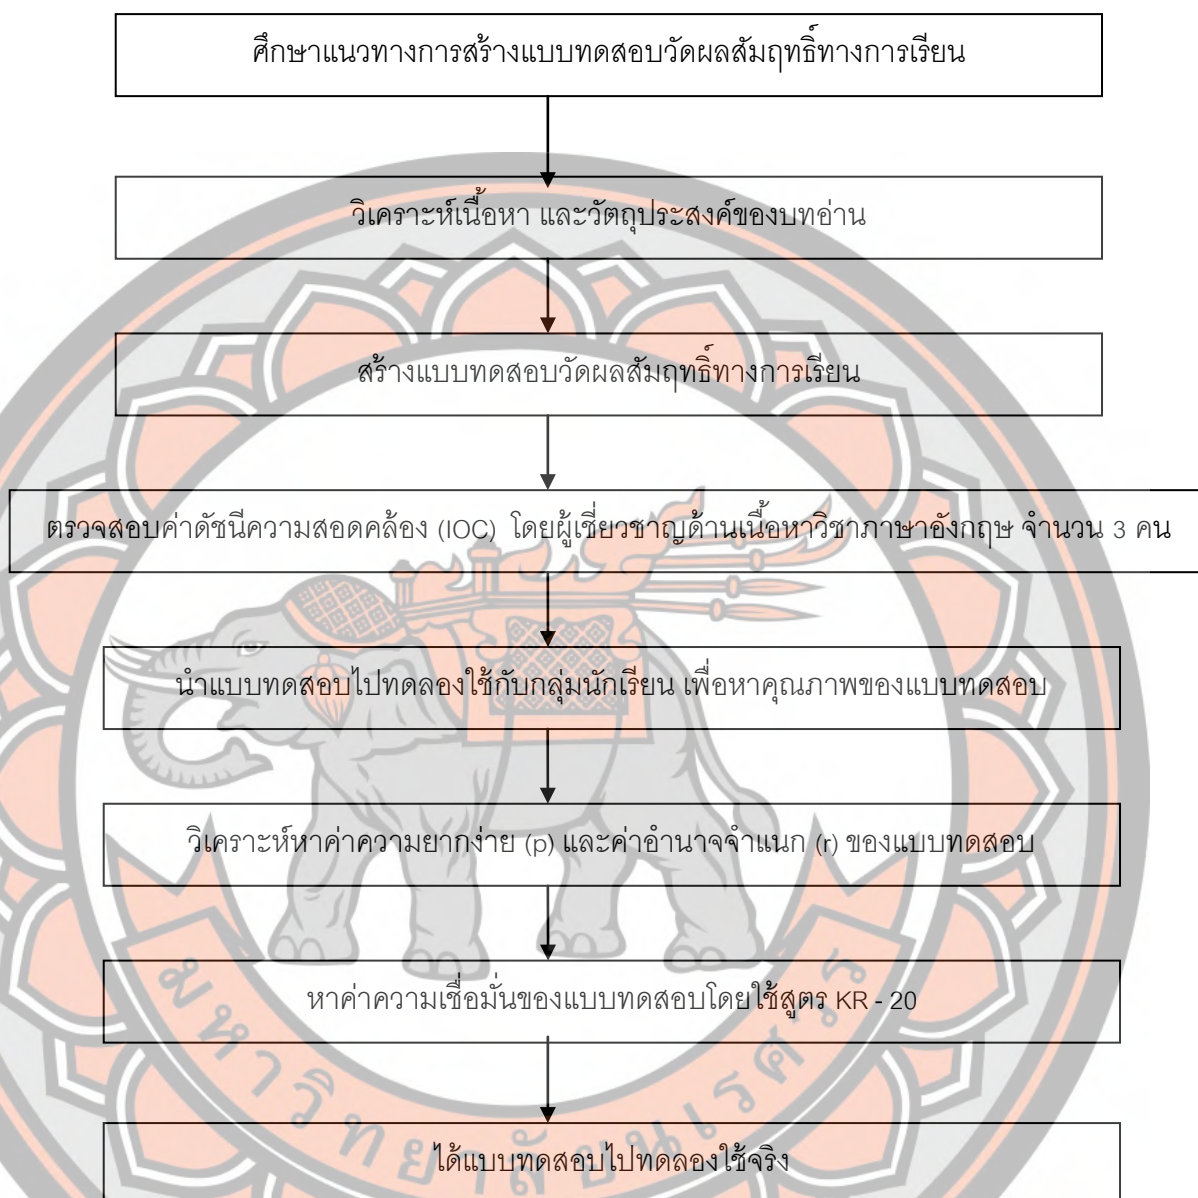 ศึกษาแนวทางการสร้างแบบทดสอบวัดผลสัมฤทธิ์ทางการเรียน
วิเคราะห์เนื้อหา และวัตถุประสงค์ของบทอ่าน
สร้างแบบทดสอบวัดผลสัมฤทธิ์ทางการเรียน
ตรวจสอบค่าดัชนีความสอดคล้อง (IOC) โดยผู้เชี่ยวชาญด้านเนื้อหาวิชาภาษาอังกฤษ จำนวน 3 คน
นำแบบทดสอบไปทดลองใช้กับกลุ่มนักเรียน เพื่อหาคุณภาพของแบบทดสอบ
วิเคราะห์หาค่าความยากง่าย (p) และค่าอำนาจจำแนก (r) ของแบบทดสอบ
หาค่าความเชื่อมั่นของแบบทดสอบโดยใช้สูตร KR - 20
ได้แบบทดสอบไปทดลองใช้จริง
มหาวิทยาลัยนเรศวร